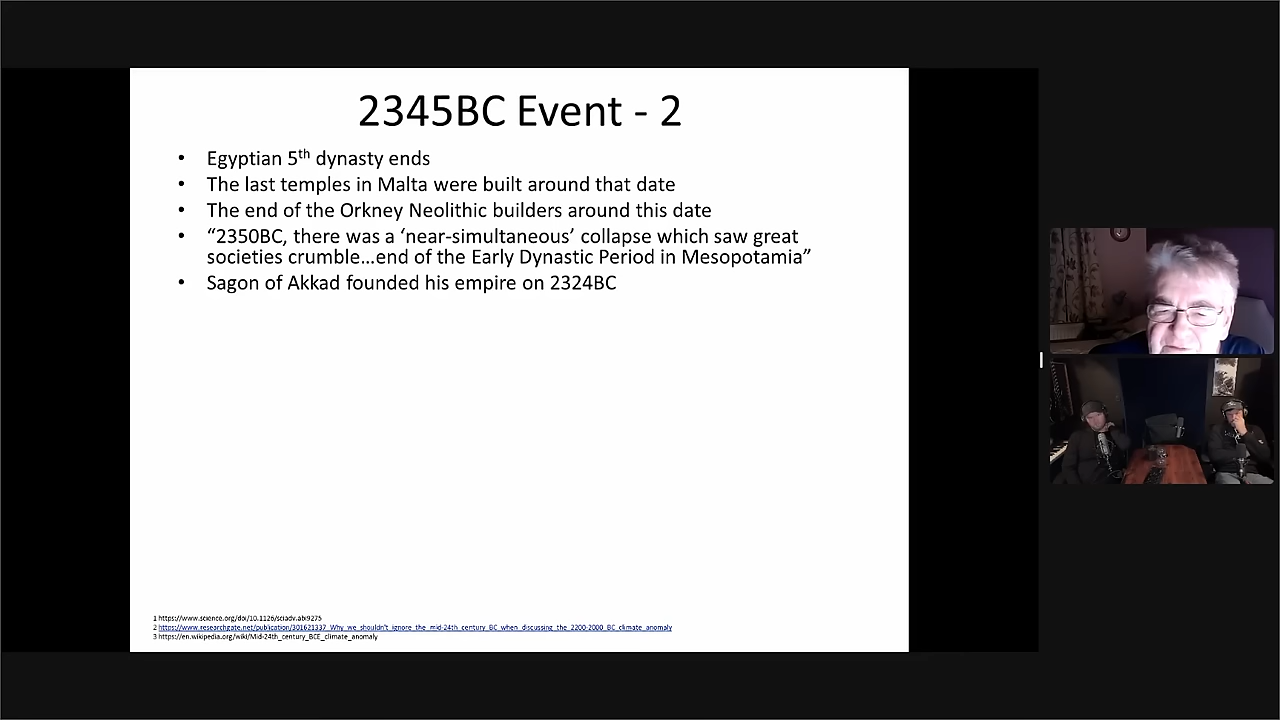 2345BC Event - 2
• Egyptian 5th dynasty ends
• The last temples in Malta were built around that date
• The end of the Orkney Neolithic builders around this date
• “2350BC, there was a ‘near-simultaneous’ collapse which saw great
societies crumble...end of the Early Dynastic Period in Mesopotamia”
• Sagon of Akkad founded his empire on 2324BC
1 https://www.science.org/doi/10.1126/sciadv.abi9275
2 https://www.researchgate.net/publication/301621337_Why_we_shouldn't_ignore_the_mid-24th_century_BC_when_discussing_the_2200-2000_BC_climate_anomaly
3 https://en.wikipedia.org/wiki/Mid-24th_century_BCE_climate_anomaly